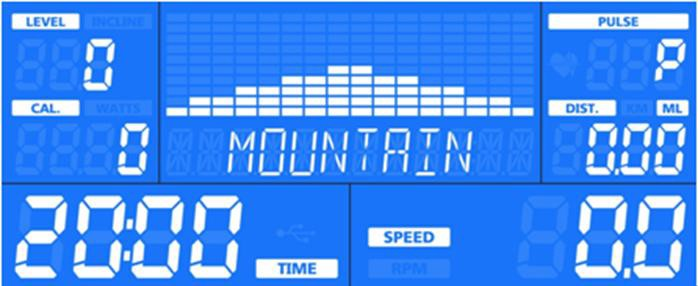 LEVEL INCLINE
0
CAL. WATTS
0
MOUNTAIN
PULSE
P
DIST. KM ML
0.00
20:00
TIME
SPEED
RPM
0.0